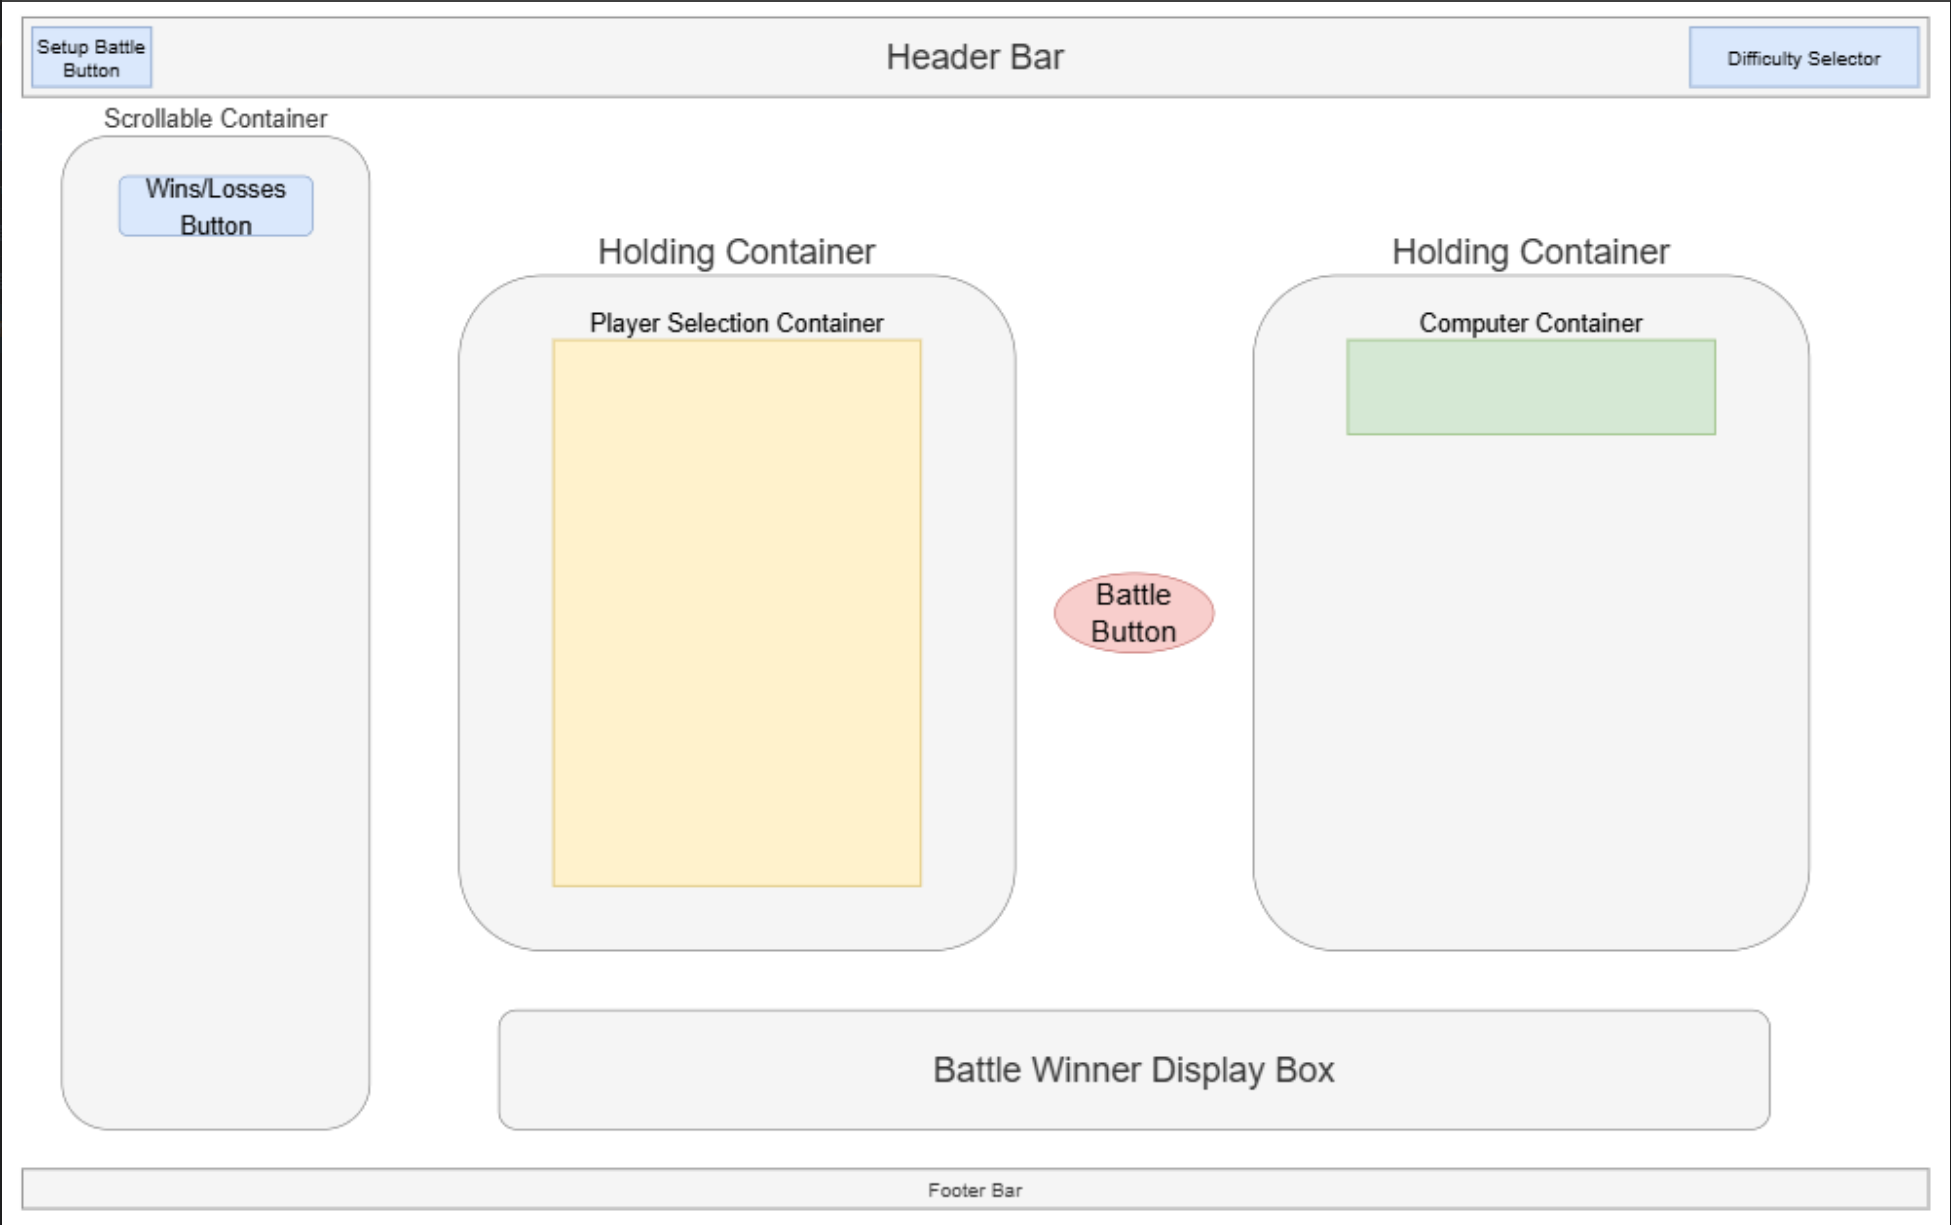 Setup Battle
Button
Header Bar
Difficulty Selector
Scrollable Container
Wins/Losses
Button
Holding Container
Holding Container
Player Selection Container
Computer Container
Battle
Button
Battle Winner Display Box
Footer Bar